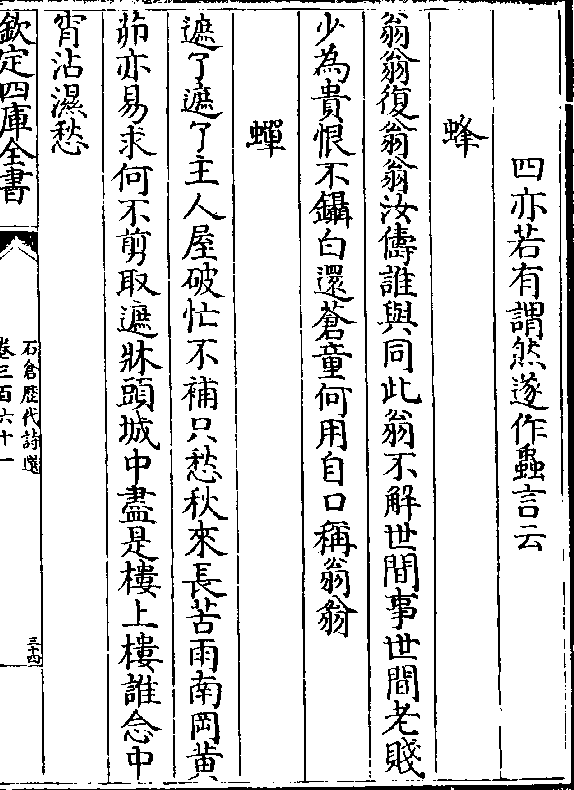 四亦若有謂然遂作蟲言云
蜂
翁翁復翁翁汝儔誰與同此翁不解世間事世間老賤
少為貴恨不鑷白還蒼童何用自口稱翁翁
蟬
遮了遮了主人屋破忙不補只愁秋來長苦雨南岡黄
茆亦易求何不剪取遮牀頭城中盡是樓上樓誰念中
宵沾濕愁
欽定四庫全書
石倉歷代詩選
卷三百六十一
三十四